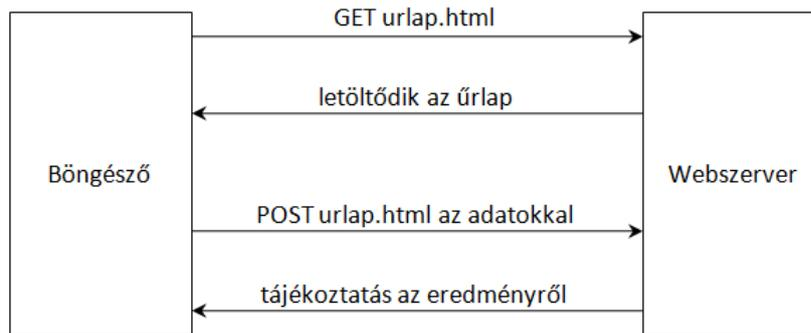 GET urlap.html
letöltődik az űrlap
Böngésző
Webszerver
POST urlap.html az adatokkal
tájékoztatás az eredményről